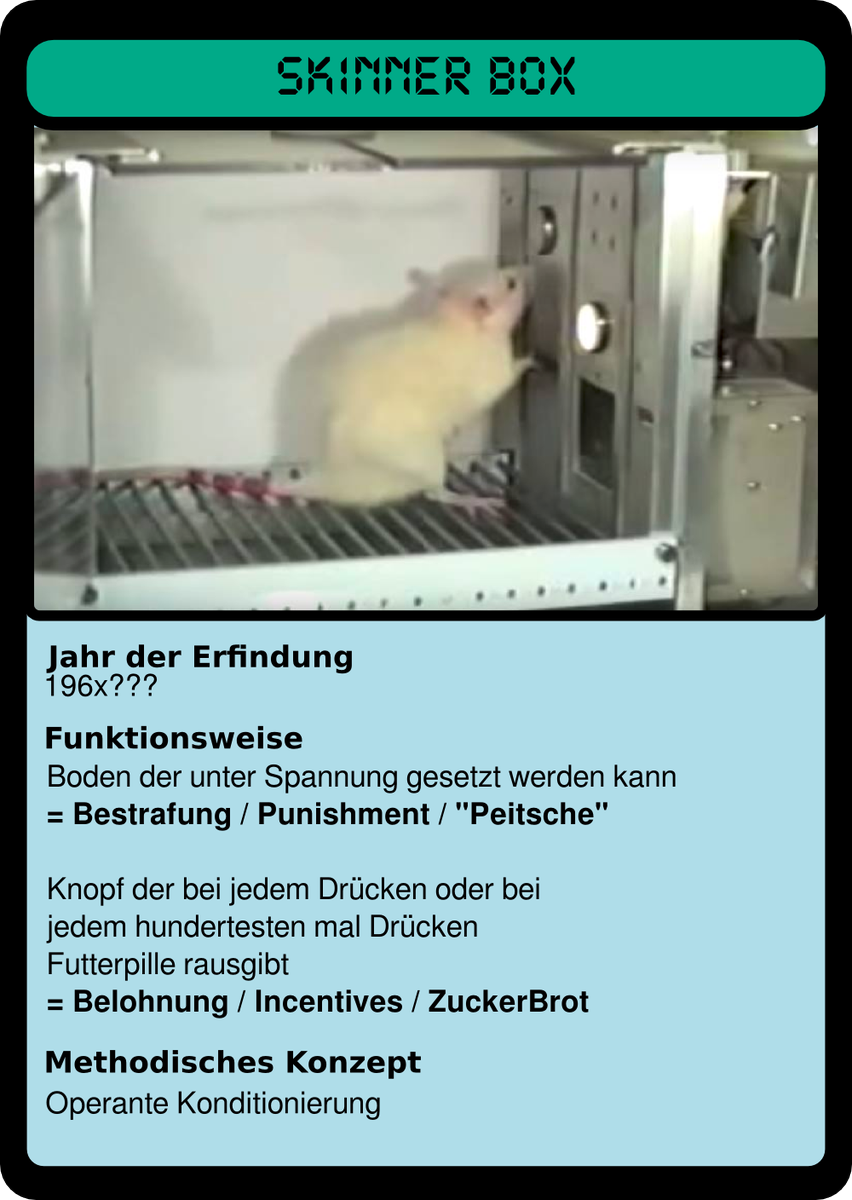 SKINNER BOX
Jahr der Erfindung
196x???
Funktionsweise
Boden der unter Spannung gesetzt werden kann
= Bestrafung / Punishment / "Peitsche"
Knopf der bei jedem Drücken oder bei
jedem hundertesten mal Drücken
Futterpille rausgibt
= Belohnung / Incentives / ZuckerBrot
Methodisches Konzept
Operante Konditionierung